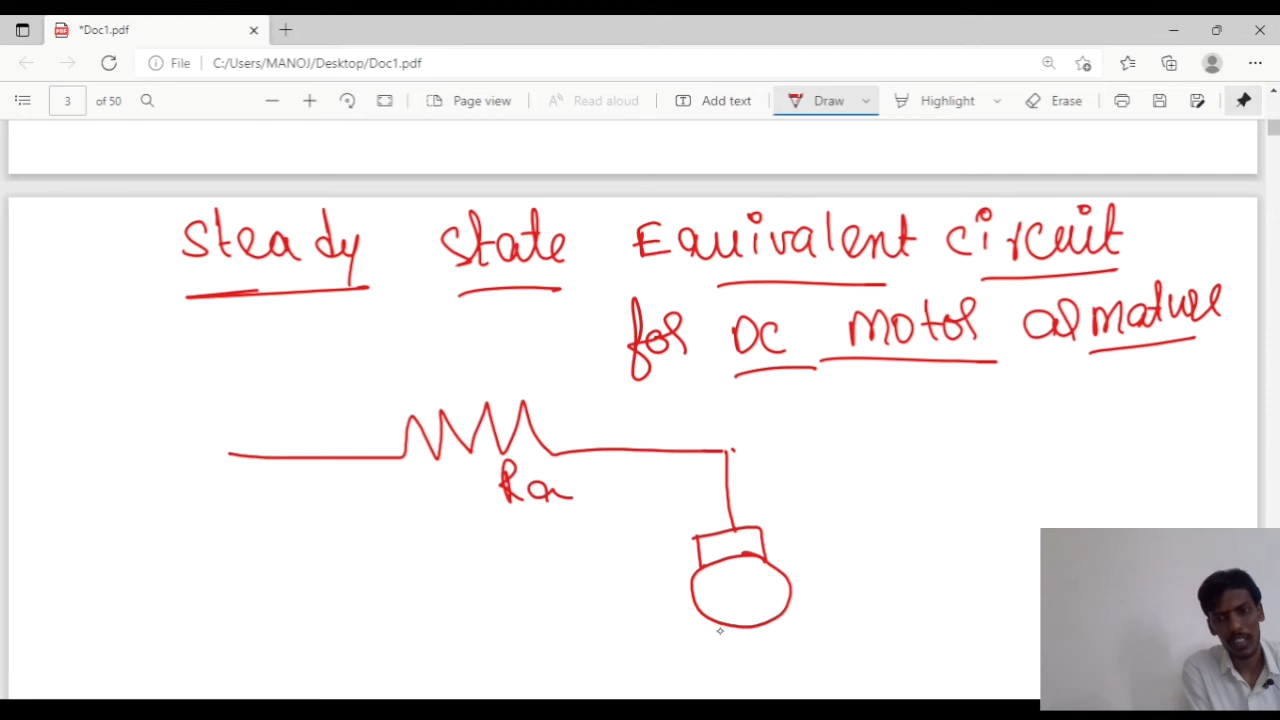 *Doc1.pdf
File C:/Users/MANOJ/Desktop/Doc1.pdf
3 of 50 Page view Read aloud Add text Draw Highlight Erase
Steady State Equivalent circuit
for DC Motor armature
Ra